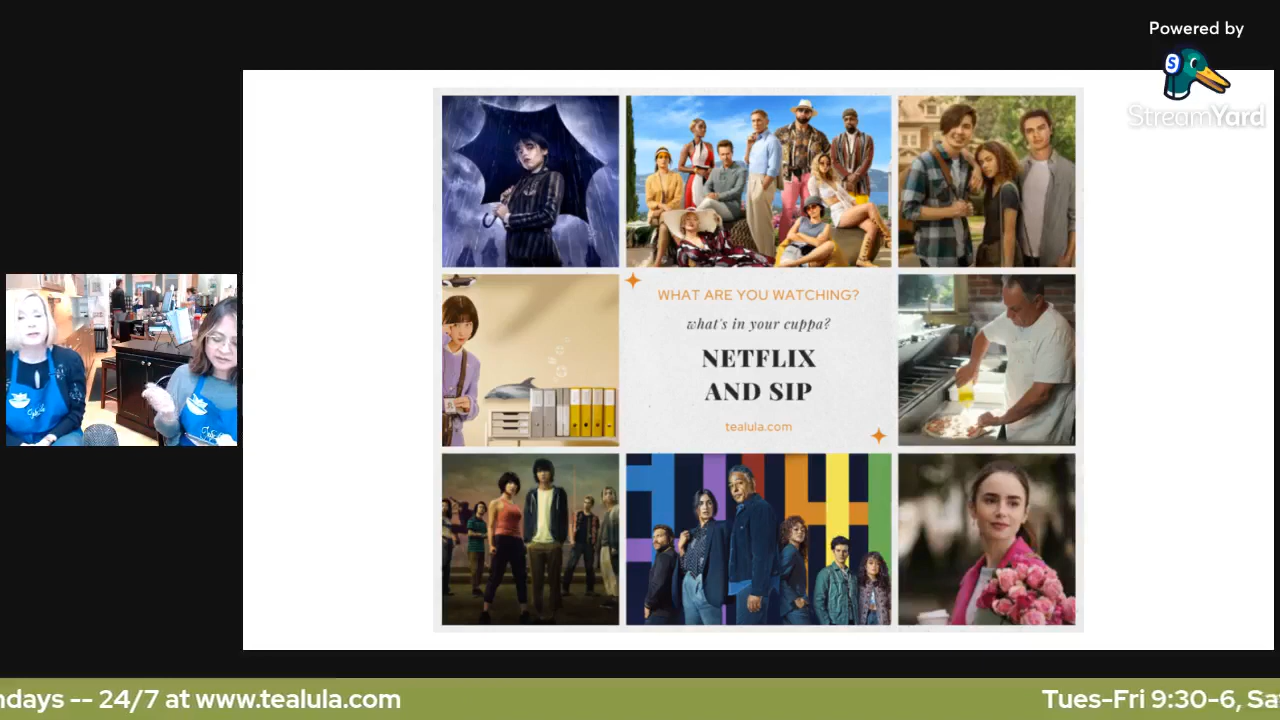 Powered by
StreamYard
WHAT ARE YOU WATCHING?
what's in your cuppa?
NETFLIX
AND SIP
tealula.com
ndays -- 24/7 at www.tealula.com
Tues-Fri 9:30-6, Sa